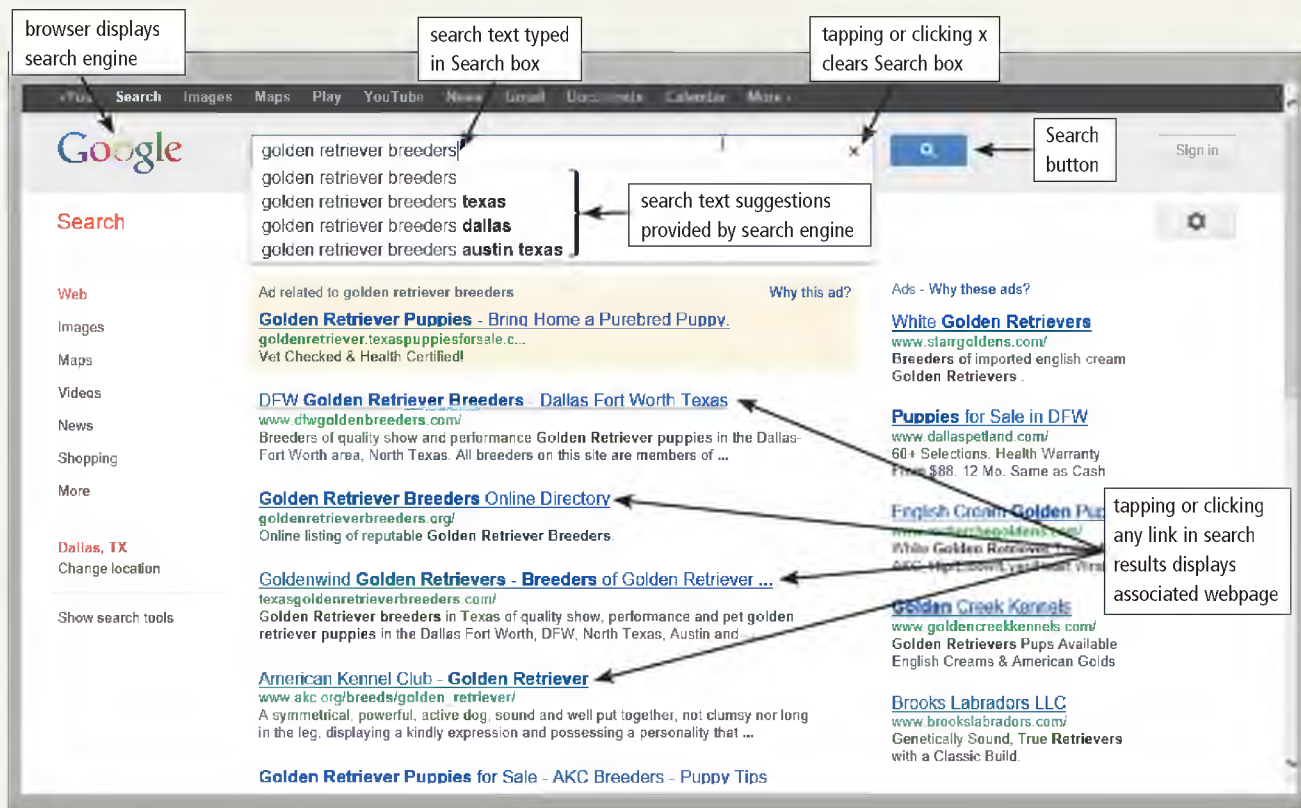 browser displays
search engine
search text typed
in Search box
tapping or clicking x
clears Search box
Search Images Maps Play YouTube News Gmail Documents Calendar More
Google
golden retriever breeders
x
Search
button
Sign in
golden retriever breeders
golden retriever breeders texas
golden retriever breeders dallas
golden retriever breeders austin texas
search text suggestions
provided by search engine
Search
Web
Images
Maps
Videos
News
Shopping
More
Dallas, TX
Change location
Show search tools
Ad related to golden retriever breeders Why this ad?
Golden Retriever Puppies - Bring Home a Purebred Puppy.
goldenretriever.texaspuppiesforsale.c...
Vet Checked & Health Certified!
DFW Golden Retriever Breeders - Dallas Fort Worth Texas
www.dfwgoldenbreeders.com/
Breeders of quality show and performance Golden Retriever puppies in the Dallas-
Fort Worth area, North Texas. All breeders on this site are members of ...
Golden Retriever Breeders Online Directory
goldenretrieverbreeders.org/
Online listing of reputable Golden Retriever Breeders.
Goldenwind Golden Retrievers - Breeders of Golden Retriever ...
texasgoldenretrieverbreeders.com/
Golden Retriever breeders in Texas of quality show, performance and pet golden
retriever puppies in the Dallas Fort Worth, DFW, North Texas, Austin and ...
American Kennel Club - Golden Retriever
www.akc.org/breeds/golden_retriever/
A symmetrical, powerful, active dog, sound and well put together, not clumsy nor long
in the leg, displaying a kindly expression and possessing a personality that ...
Golden Retriever Puppies for Sale - AKC Breeders - Puppy Tips
Ads - Why these ads?
White Golden Retrievers
www.starrgoldens.com/
Breeders of imported english cream
Golden Retrievers .
Puppies for Sale in DFW
www.dallaspetland.com/
60+ Selections. Health Warranty
From $88. 12 Mo. Same as Cash
English Cream Golden Pup
White Golden Retriever
Golden Creek Kennels
www.goldencreekkennels.com/
Golden Retrievers Pups Available
English Creams & American Golds
Brooks Labradors LLC
www.brookslabradors.com/
Genetically Sound, True Retrievers
with a Classic Build.
tapping or clicking
any link in search
results displays
associated webpage